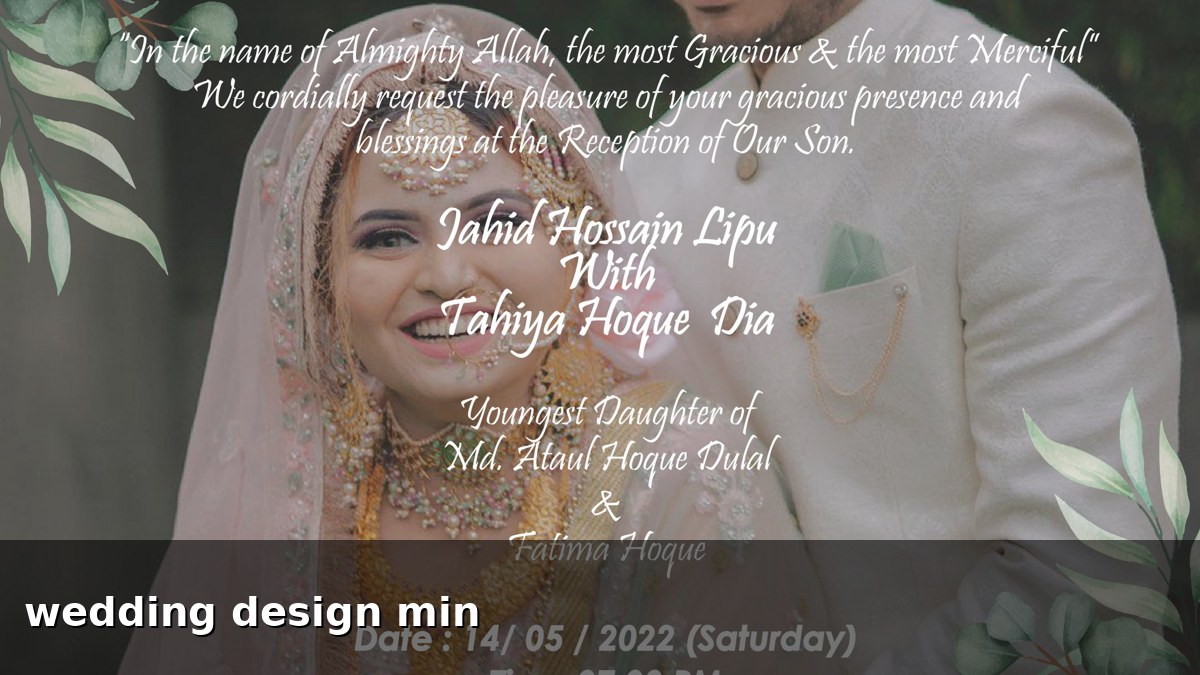 "In the name of Almighty Allah, the most Gracious & the most Merciful"
We cordially request the pleasure of your gracious presence and
blessings at the Reception of Our Son.
Jahid Hossain Lipu
With
Tahiya Hoque Dia
Youngest Daughter of
Md. Ataul Hoque Dulal
&
Fatima Hoque
wedding design min
Date : 14/ 05 / 2022 (Saturday)